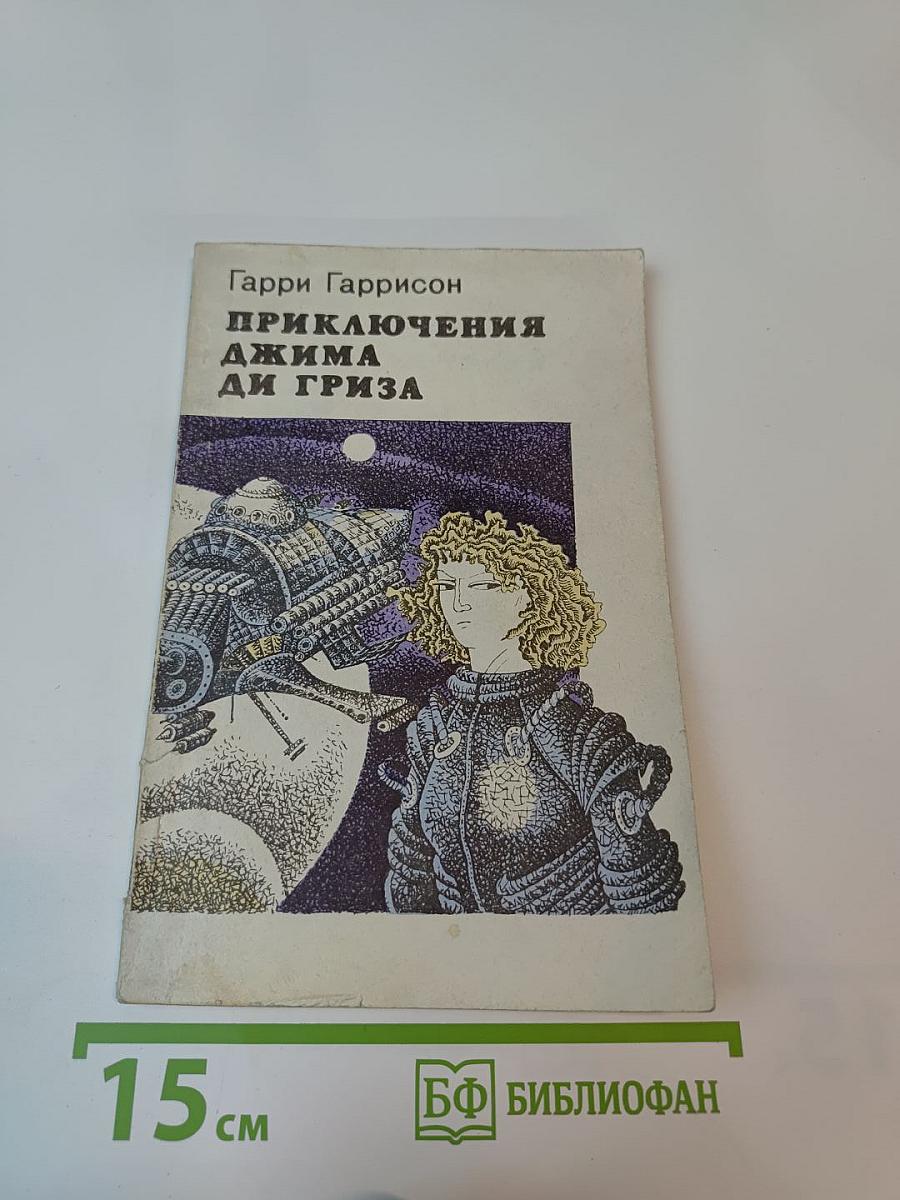 Гарри Гаррисон
ПРИКЛЮЧЕНИЯ
ДЖИМА
ДИ ГРИЗА
15 см
БФ БИБЛИОФАН